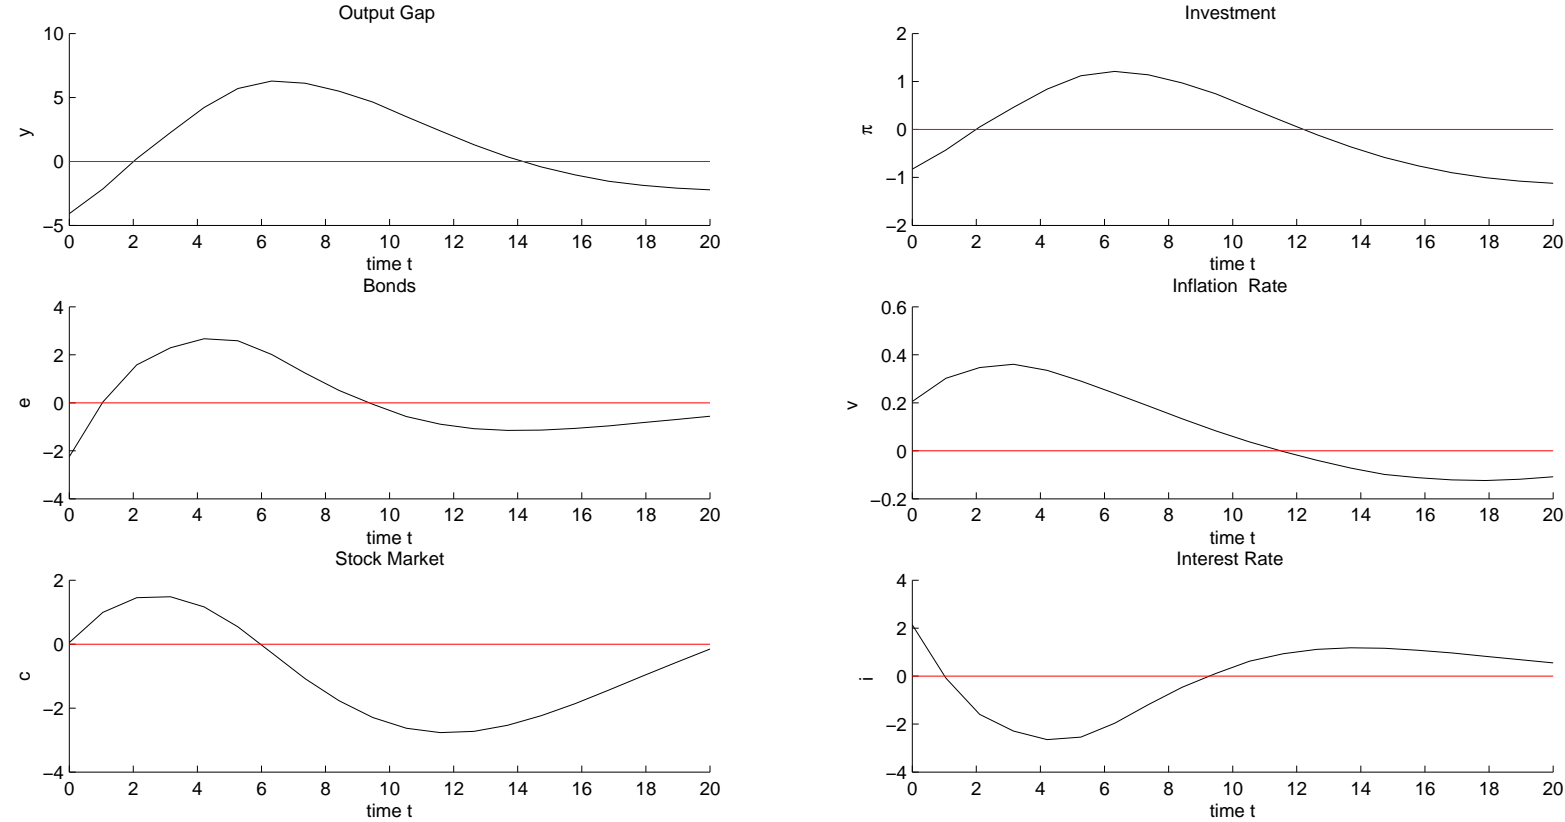 Output Gap
10
5
0
−5
y
0 2 4 6 8 10 12 14 16 18 20
time t
Investment
2
1
0
−1
−2
π
0 2 4 6 8 10 12 14 16 18 20
time t
Bonds
4
2
0
−2
−4
e
0 2 4 6 8 10 12 14 16 18 20
time t
Inflation Rate
0.6
0.4
0.2
0
−0.2
v
0 2 4 6 8 10 12 14 16 18 20
time t
Stock Market
2
0
−2
−4
c
0 2 4 6 8 10 12 14 16 18 20
time t
Interest Rate
4
2
0
−2
−4
i
0 2 4 6 8 10 12 14 16 18 20
time t